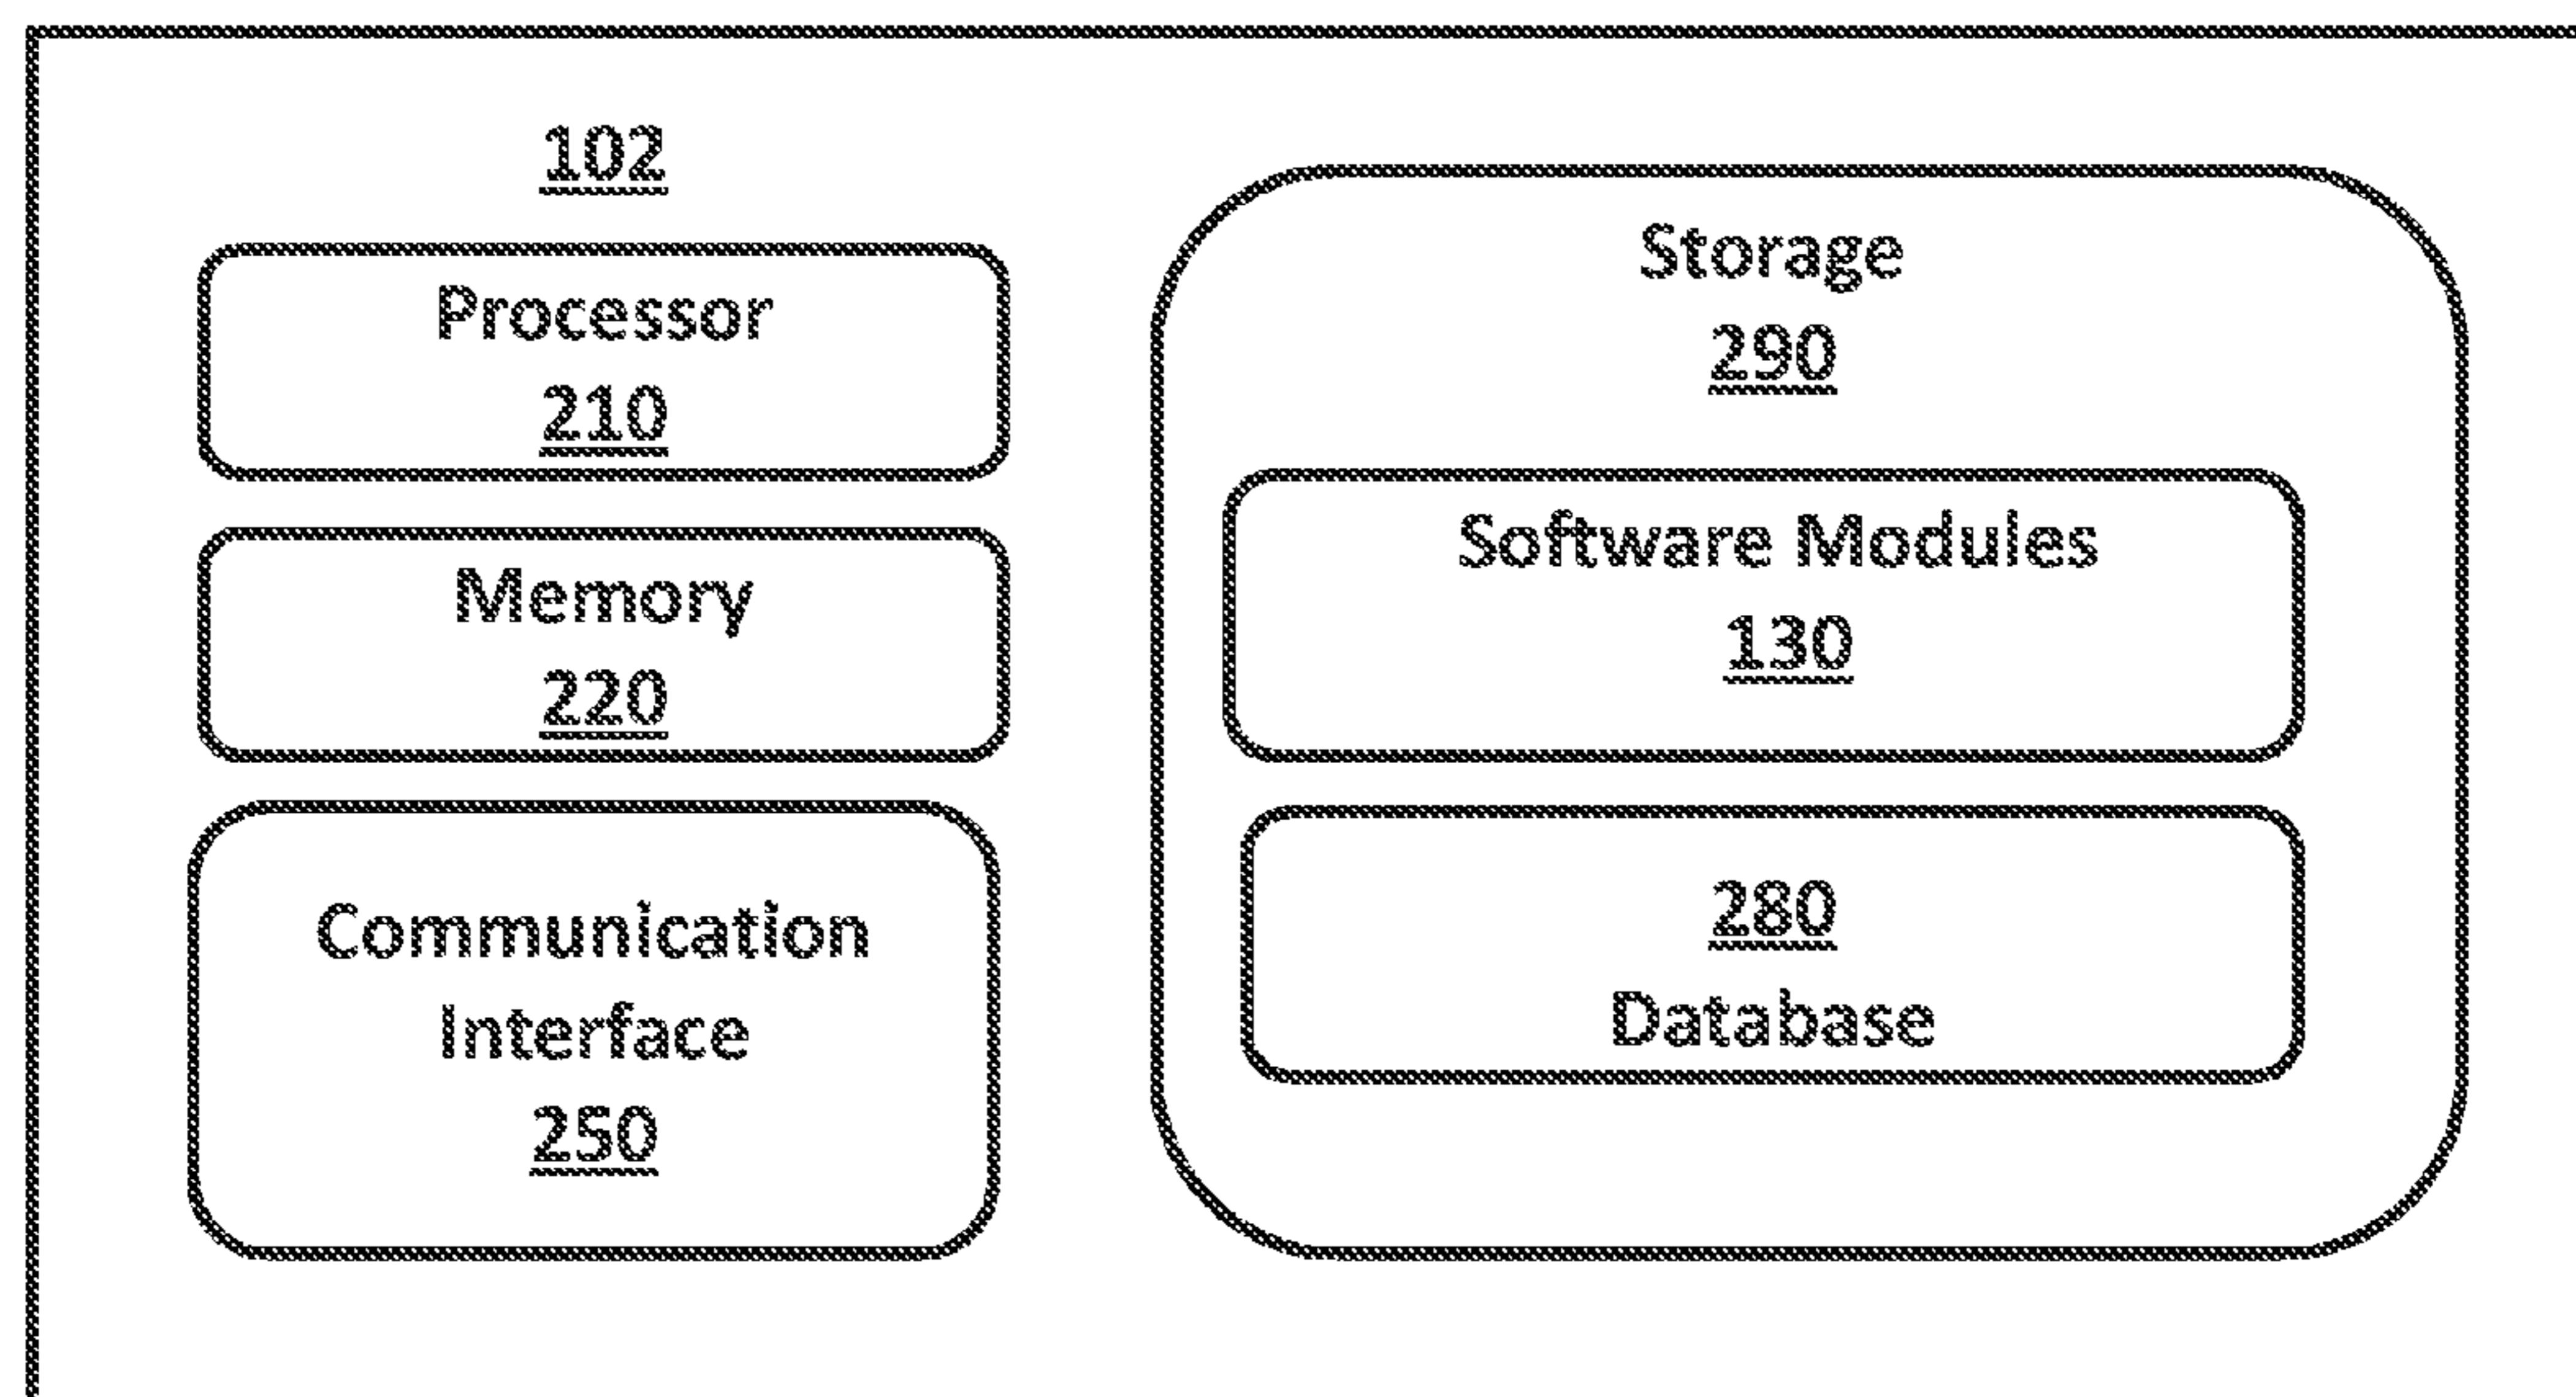 102
Processor
210
Memory
220
Communication
Interface
250
Storage
290
Software Modules
130
280
Database